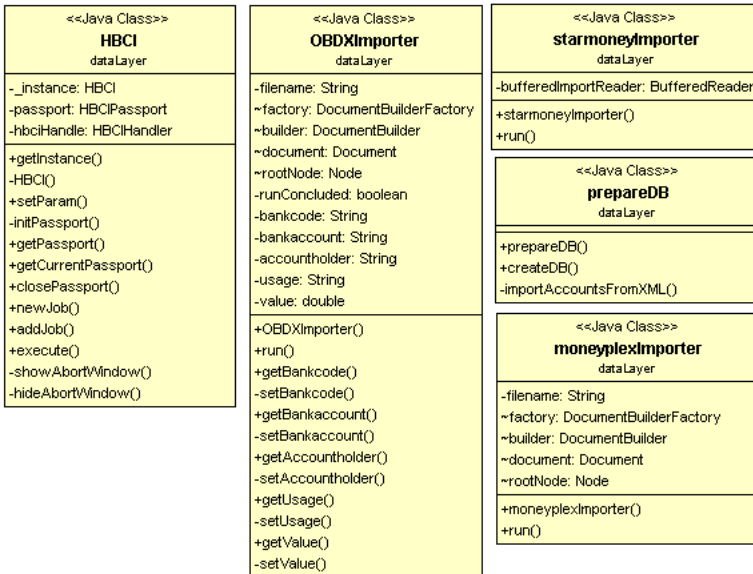 <<Java Class>>
HBCI
dataLayer
-_instance: HBCI
-passport: HBCIPassport
-hbciHandle: HBCIHandler
+getInstance()
-HBCI()
+setParam()
-initPassport()
+getPassport()
+getCurrentPassport()
+closePassport()
+newJob()
+addJob()
+execute()
-showAbortWindow()
-hideAbortWindow()
<<Java Class>>
OBDXImporter
dataLayer
-filename: String
~factory: DocumentBuilderFactory
~builder: DocumentBuilder
~document: Document
~rootNode: Node
-runConcluded: boolean
-bankcode: String
-bankaccount: String
-accountholder: String
-usage: String
-value: double
+OBDXImporter()
+run()
+getBankcode()
-setBankcode()
+getBankaccount()
-setBankaccount()
+getAccountholder()
-setAccountholder()
+getUsage()
-setUsage()
+getValue()
-setValue()
<<Java Class>>
starmoneyImporter
dataLayer
-bufferedImportReader: BufferedReader
+starmoneyImporter()
+run()
<<Java Class>>
prepareDB
dataLayer
+prepareDB()
+createDB()
-importAccountsFromXML()
<<Java Class>>
moneyplexImporter
dataLayer
-filename: String
~factory: DocumentBuilderFactory
~builder: DocumentBuilder
~document: Document
~rootNode: Node
+moneyplexImporter()
+run()